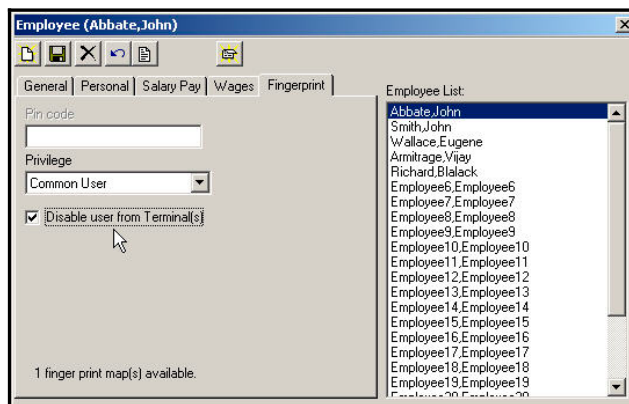 Employee (Abbate,John)
General
Personal
Salary Pay
Wages
Fingerprint
Pin code
Privilege
Common User
Disable user from Terminal(s)
1 finger print map(s) available.
Employee List:
Abbate,John
Smith,John
Wallace,Eugene
Armitrage,Vijay
Richard,Blalack
Employee6,Employee6
Employee7,Employee7
Employee8,Employee8
Employee9,Employee9
Employee10,Employee10
Employee11,Employee11
Employee12,Employee12
Employee13,Employee13
Employee14,Employee14
Employee15,Employee15
Employee16,Employee16
Employee17,Employee17
Employee18,Employee18
Employee19,Employee19